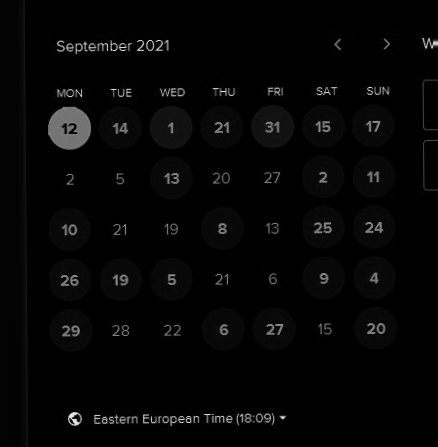 September 2021
W
MON TUE WED THU FRI SAT SUN
12 14 1 21 31 15 17
2 5 13 20 27 2 11
10 21 19 8 13 25 24
26 19 5 21 6 9 4
29 28 22 6 27 15 20
Eastern European Time (18:09)